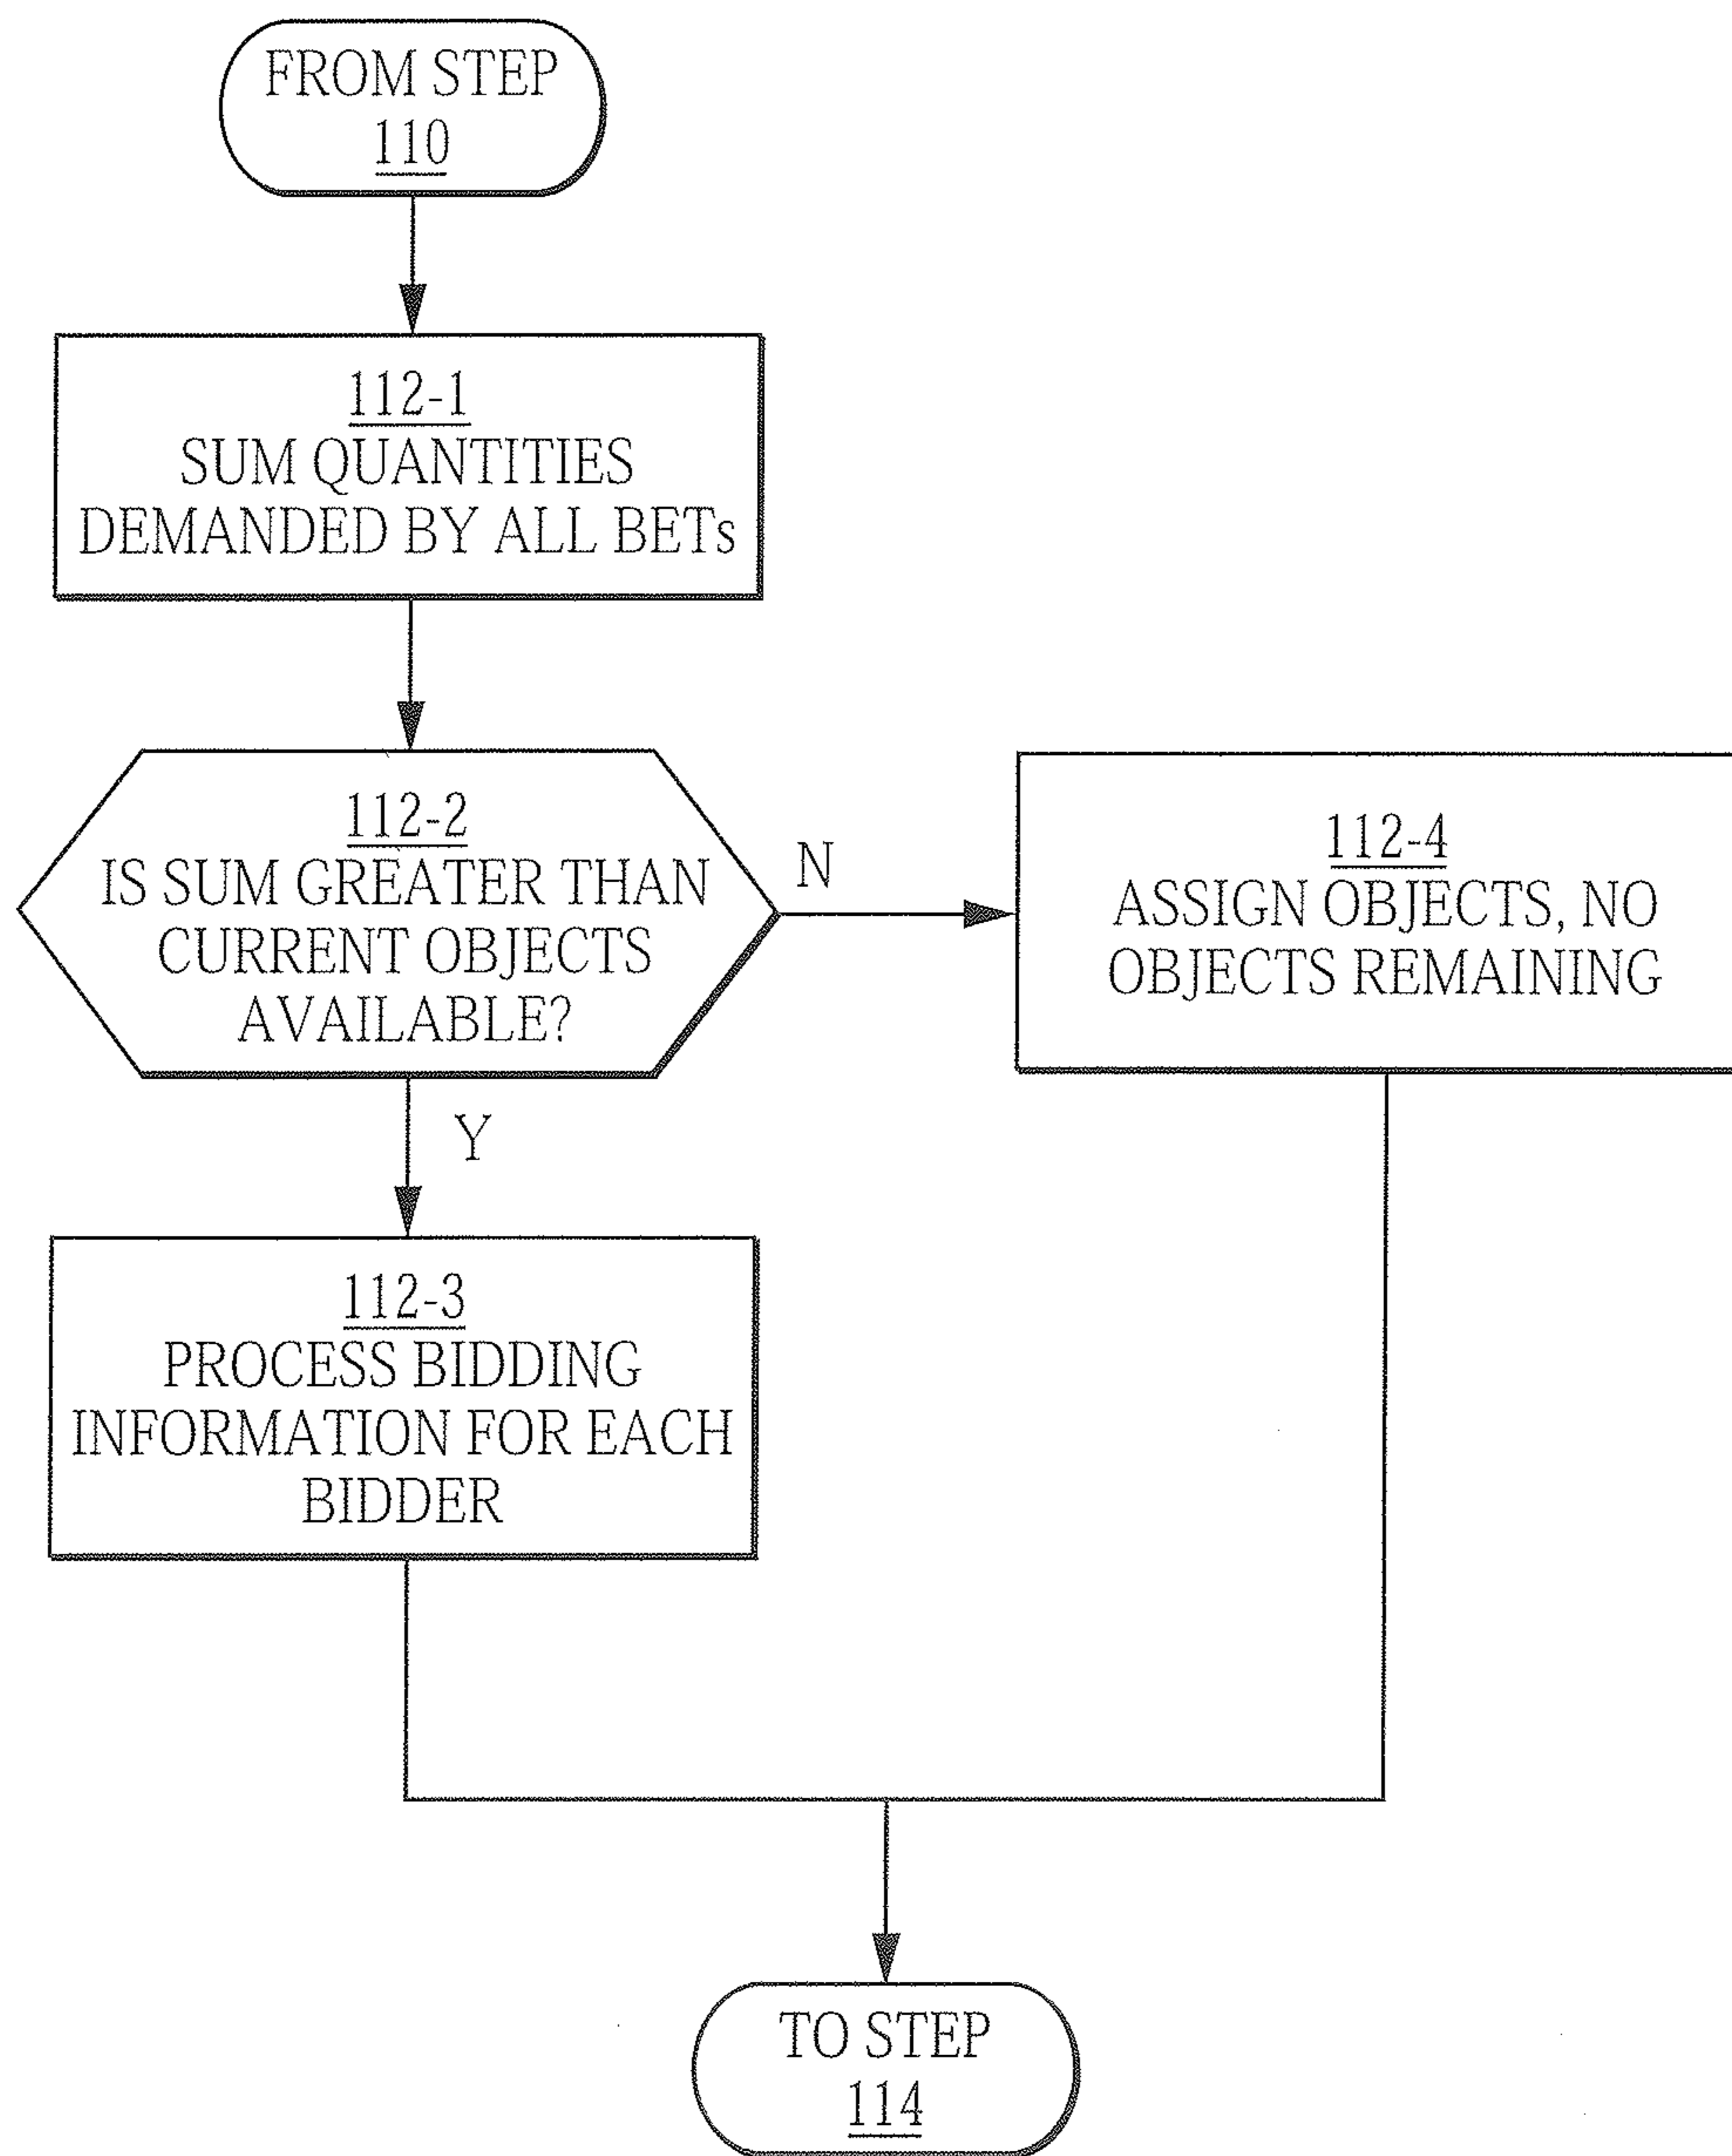 FROM STEP
110
112-1
SUM QUANTITIES
DEMANDED BY ALL BETs
112-2
IS SUM GREATER THAN
CURRENT OBJECTS
AVAILABLE?
N
112-4
ASSIGN OBJECTS, NO
OBJECTS REMAINING
Y
112-3
PROCESS BIDDING
INFORMATION FOR EACH
BIDDER
TO STEP
114